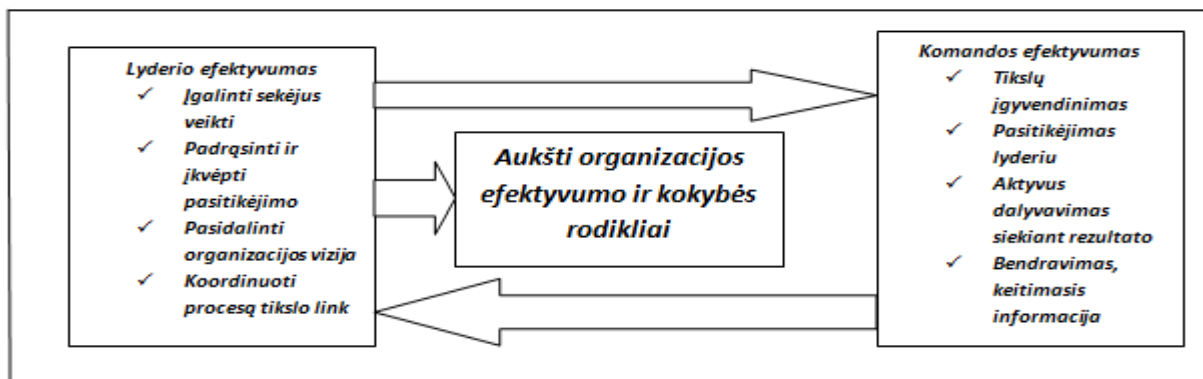 Lyderio efektyvumas
✓ Įgalinti sekėjus
veikti
✓ Padrąsinti ir
įkvėpti
pasitikėjimo
✓ Pasidalinti
organizacijos vizija
✓ Koordinuoti
procesą tikslo link
Aukšti organizacijos
efektyvumo ir kokybės
rodikliai
Komandos efektyvumas
✓ Tikslų
įgyvendinimas
✓ Pasitikėjimas
lyderiu
✓ Aktyvus
dalyvavimas
siekiant rezultato
✓ Bendravimas,
keitimasis
informacija